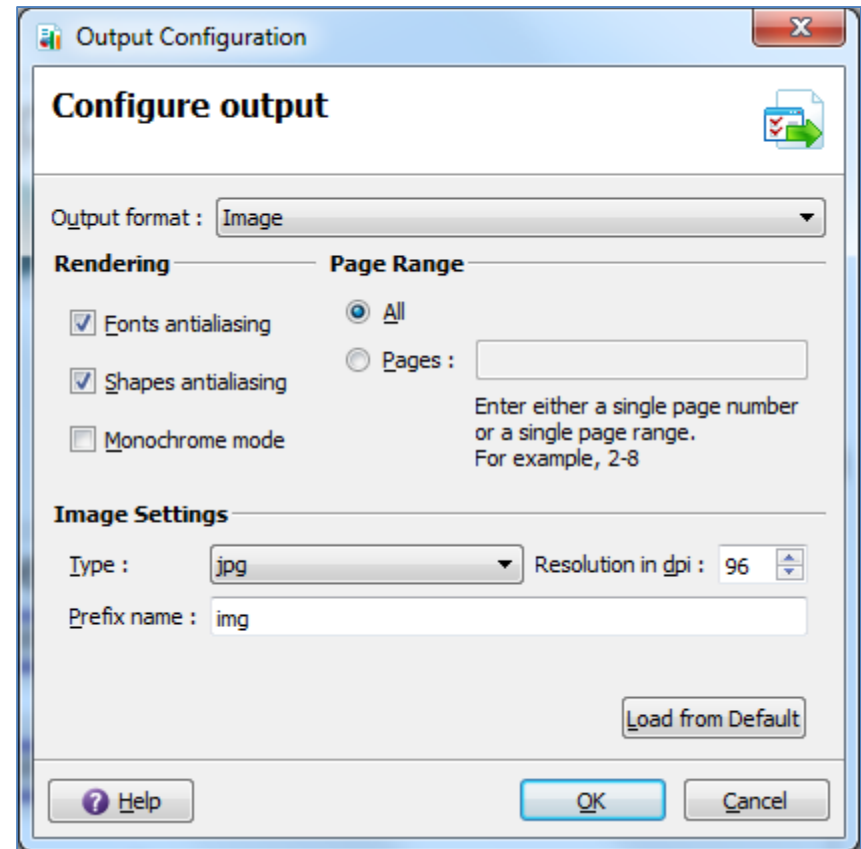 Output Configuration
Configure output
Output format : Image
Rendering
Page Range
Fonts antialiasing
All
Shapes antialiasing
Pages :
Monochrome mode
Enter either a single page number
or a single page range.
For example, 2-8
Image Settings
Type : jpg Resolution in dpi : 96
Prefix name : img
Load from Default
Help OK Cancel